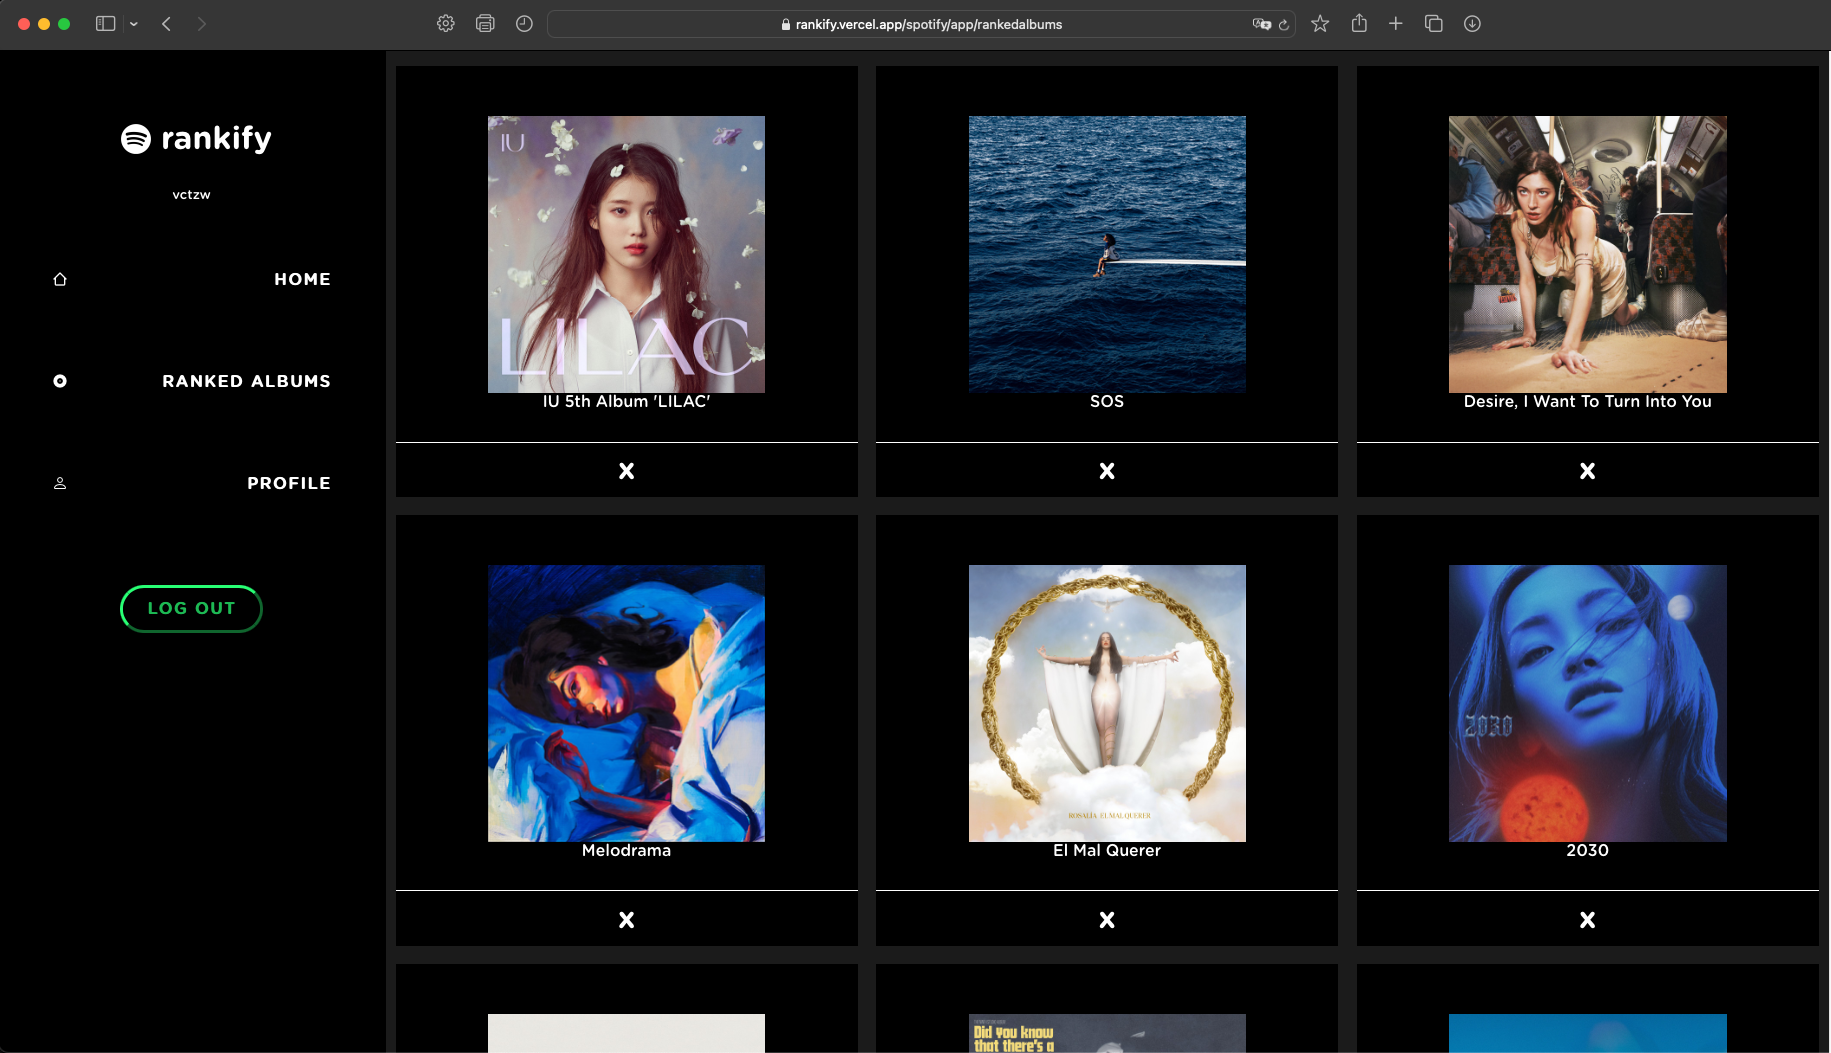 rankify.vercel.app/spotify/app/rankedalbums
rankify
vctzw
HOME
RANKED ALBUMS
PROFILE
LOG OUT
IU
LILAC
IU 5th Album 'LILAC'
X
SOS
X
Desire, I Want To Turn Into You
X
Melodrama
X
ROSALÍA EL MAL QUERER
El Mal Querer
X
2030
2030
X
Did you know
that there's a